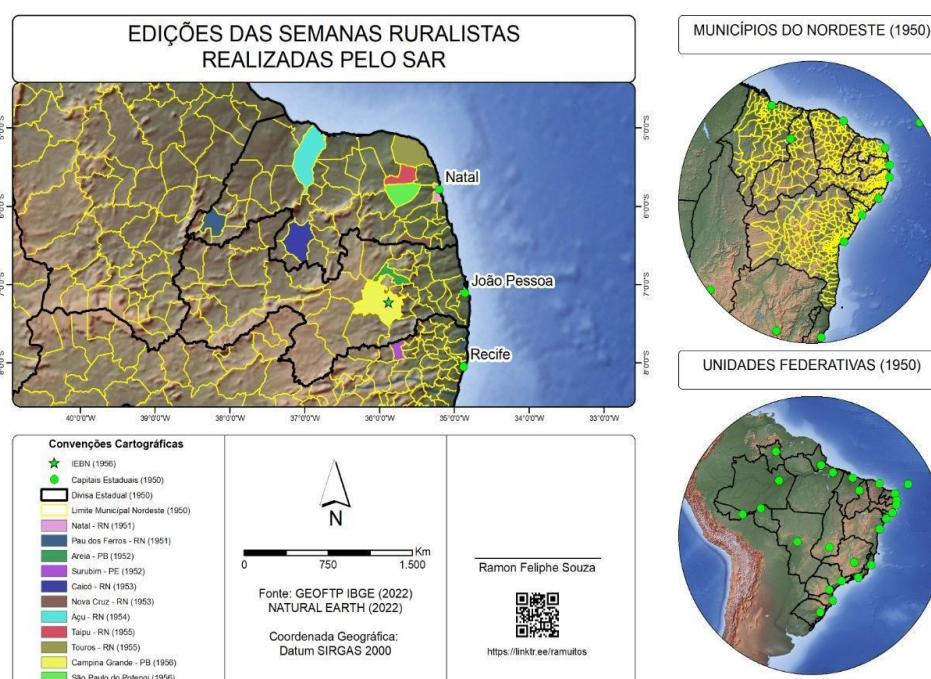 EDIÇÕES DAS SEMANAS RURALISTAS
REALIZADAS PELO SAR
MUNICÍPIOS DO NORDESTE (1950)
5°0'0"S
6°0'0"S
7°0'0"S
8°0'0"S
Natal
João Pessoa
Recife
5°0'0"S
6°0'0"S
7°0'0"S
8°0'0"S
40°0'0"W
39°0'0"W
38°0'0"W
37°0'0"W
36°0'0"W
35°0'0"W
34°0'0"W
33°0'0"W
UNIDADES FEDERATIVAS (1950)
Convenções Cartográficas
IEBN (1956)
Capitais Estaduais (1950)
Divisa Estadual (1950)
Limite Municipal Nordeste (1950)
Natal - RN (1951)
Pau dos Ferros - RN (1951)
Areia - PB (1952)
Surubim - PE (1952)
Caicó - RN (1953)
Nova Cruz - RN (1953)
Açu - RN (1954)
Taipu - RN (1955)
Touros - RN (1955)
Campina Grande - PB (1956)
São Paulo do Potengi (1956)
N
Km
0 750 1.500
Fonte: GEOFTP IBGE (2022)
NATURAL EARTH (2022)
Coordenada Geográfica:
Datum SIRGAS 2000
Ramon Feliphe Souza
https://linktr.ee/ramuitos